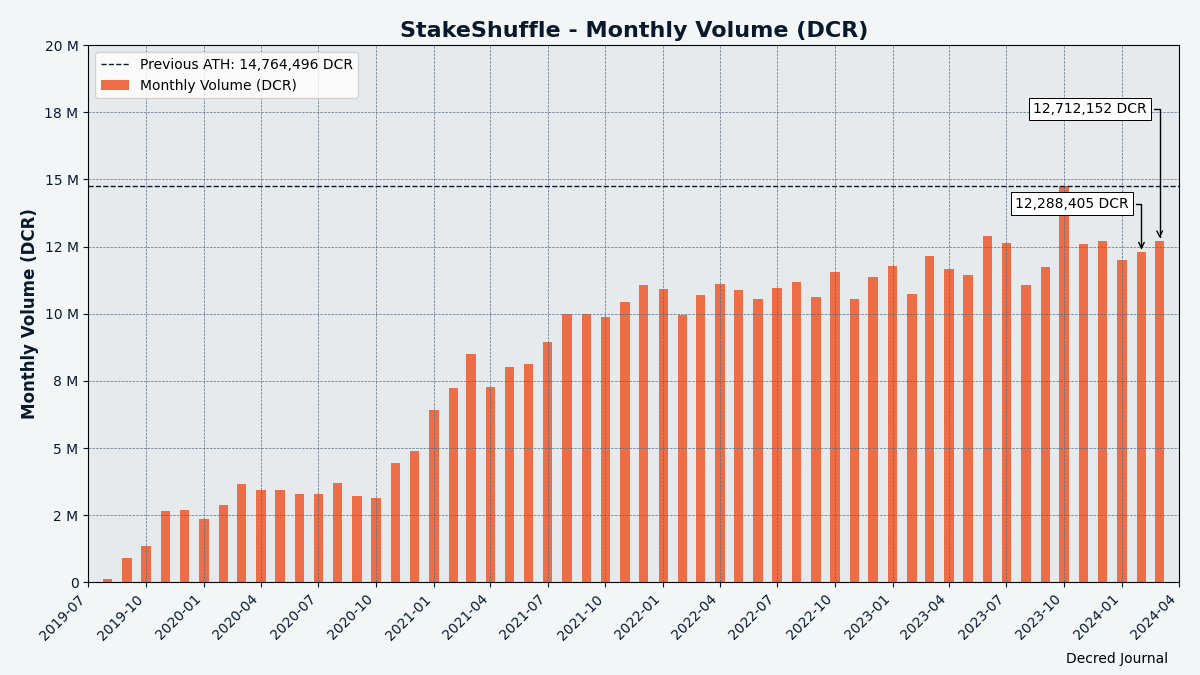 StakeShuffle - Monthly Volume (DCR)
Previous ATH: 14,764,496 DCR
Monthly Volume (DCR)
12,712,152 DCR
12,288,405 DCR
Monthly Volume (DCR)
20 M
18 M
15 M
12 M
10 M
8 M
5 M
2 M
0
2019-07
2019-10
2020-01
2020-04
2020-07
2020-10
2021-01
2021-04
2021-07
2021-10
2022-01
2022-04
2022-07
2022-10
2023-01
2023-04
2023-07
2023-10
2024-01
2024-04
Decred Journal